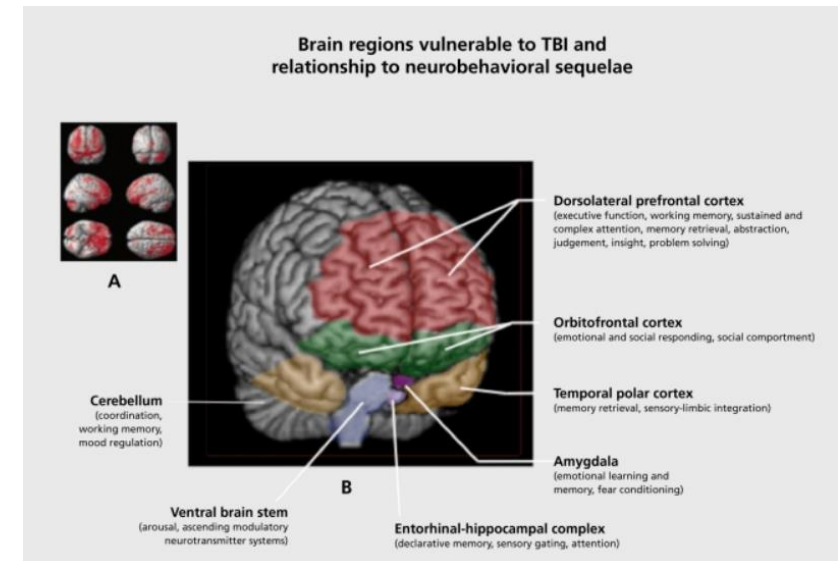 Brain regions vulnerable to TBI and
relationship to neurobehavioral sequelae
A
Dorsolateral prefrontal cortex
(executive function, working memory, sustained and
complex attention, memory retrieval, abstraction,
judgement, insight, problem solving)
Orbitofrontal cortex
(emotional and social responding, social comportment)
Temporal polar cortex
(memory retrieval, sensory-limbic integration)
Cerebellum
(coordination,
working memory,
mood regulation)
Amygdala
(emotional learning and
memory, fear conditioning)
B
Ventral brain stem
(arousal, ascending modulatory
neurotransmitter systems)
Entorhinal-hippocampal complex
(declarative memory, sensory gating, attention)